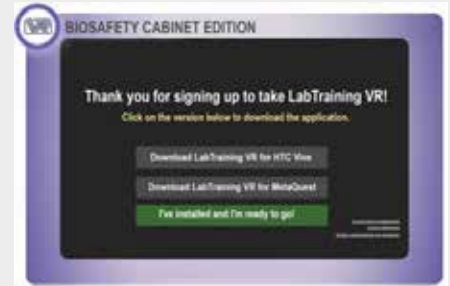 BIOSAFETY CABINET EDITION
Thank you for signing up to take LabTraining VR!
Click on the version below to download the application.
Download LabTraining VR for HTC Vive
Download LabTraining VR for MetaQuest
I've installed and I'm ready to go!